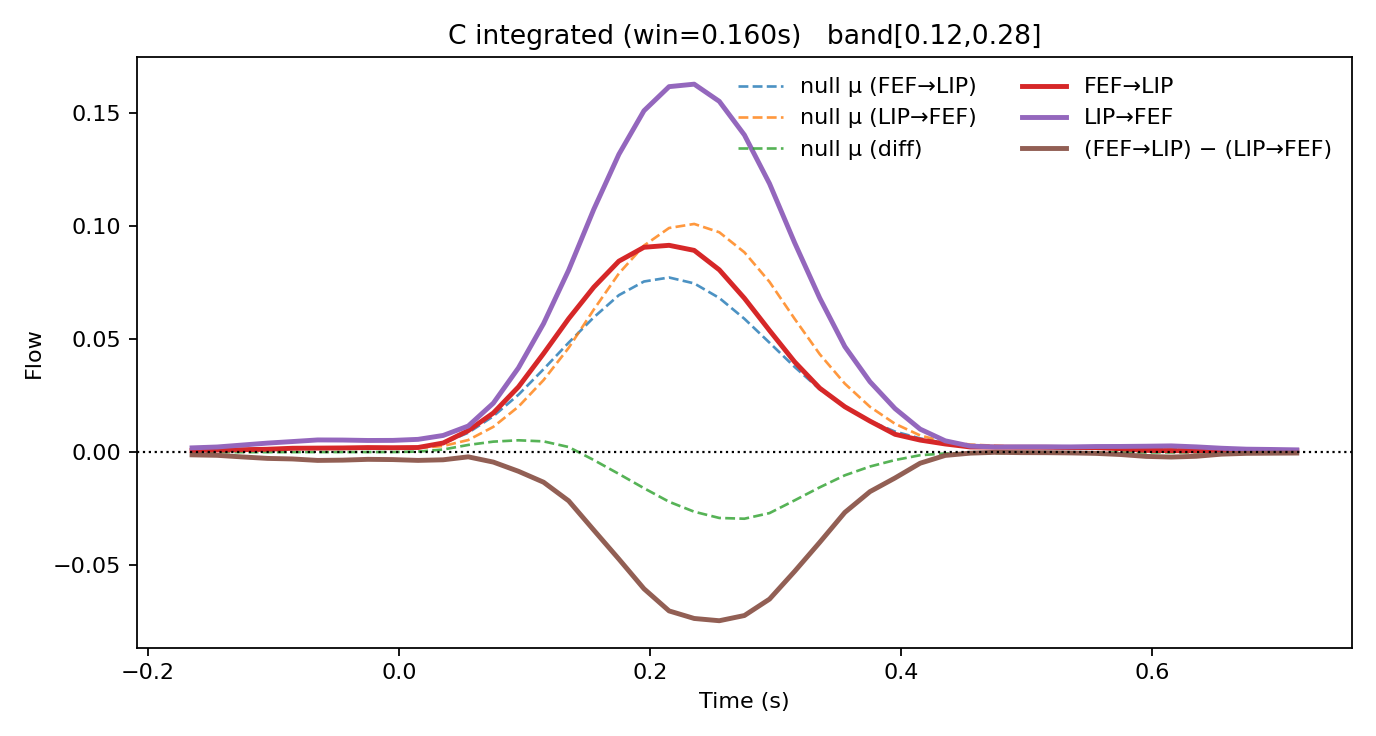 C integrated (win=0.160s)   band[0.12,0.28]
null μ (FEF→LIP)
null μ (LIP→FEF)
null μ (diff)
FEF→LIP
LIP→FEF
(FEF→LIP) − (LIP→FEF)
Flow
0.15
0.10
0.05
0.00
−0.05
−0.2
0.0
0.2
0.4
0.6
Time (s)